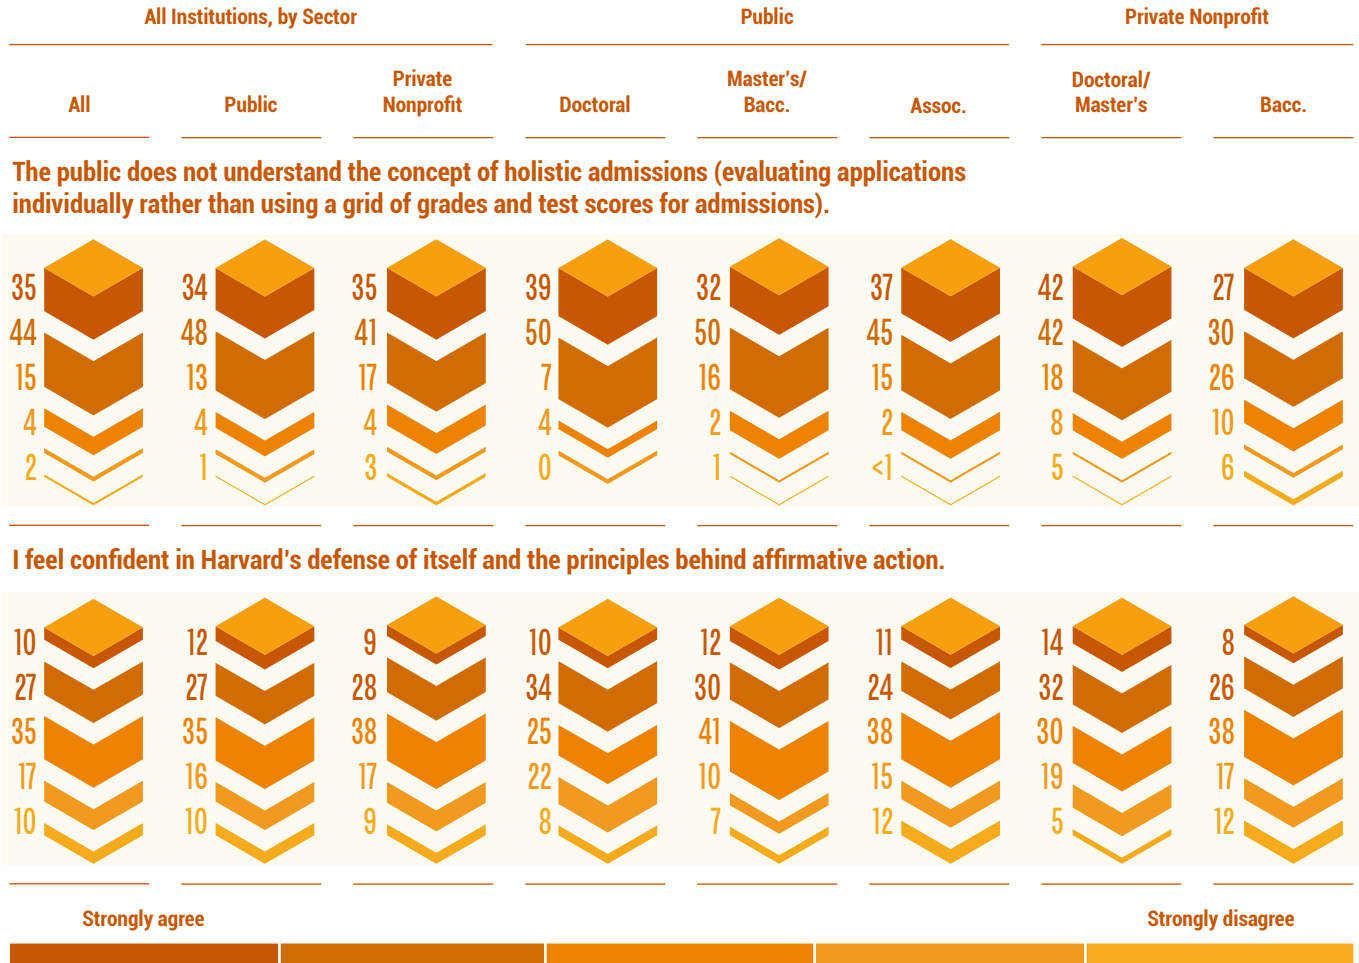 All Institutions, by Sector Public Private Nonprofit
Private Master's/ Doctoral/
All Public Nonprofit Doctoral Bacc. Assoc. Master's Bacc.
The public does not understand the concept of holistic admissions (evaluating applications
individually rather than using a grid of grades and test scores for admissions).
35 34 35 39 32 37 42 27
44 48 41 50 50 45 42 30
15 13 17 7 16 15 18 26
4 4 4 4 2 2 8 10
2 1 3 0 1 <1 5 6
I feel confident in Harvard's defense of itself and the principles behind affirmative action.
10 12 9 10 12 11 14 8
27 27 28 34 30 24 32 26
35 35 38 25 41 38 30 38
17 16 17 22 10 15 19 17
10 10 9 8 7 12 5 12
Strongly agree Strongly disagree